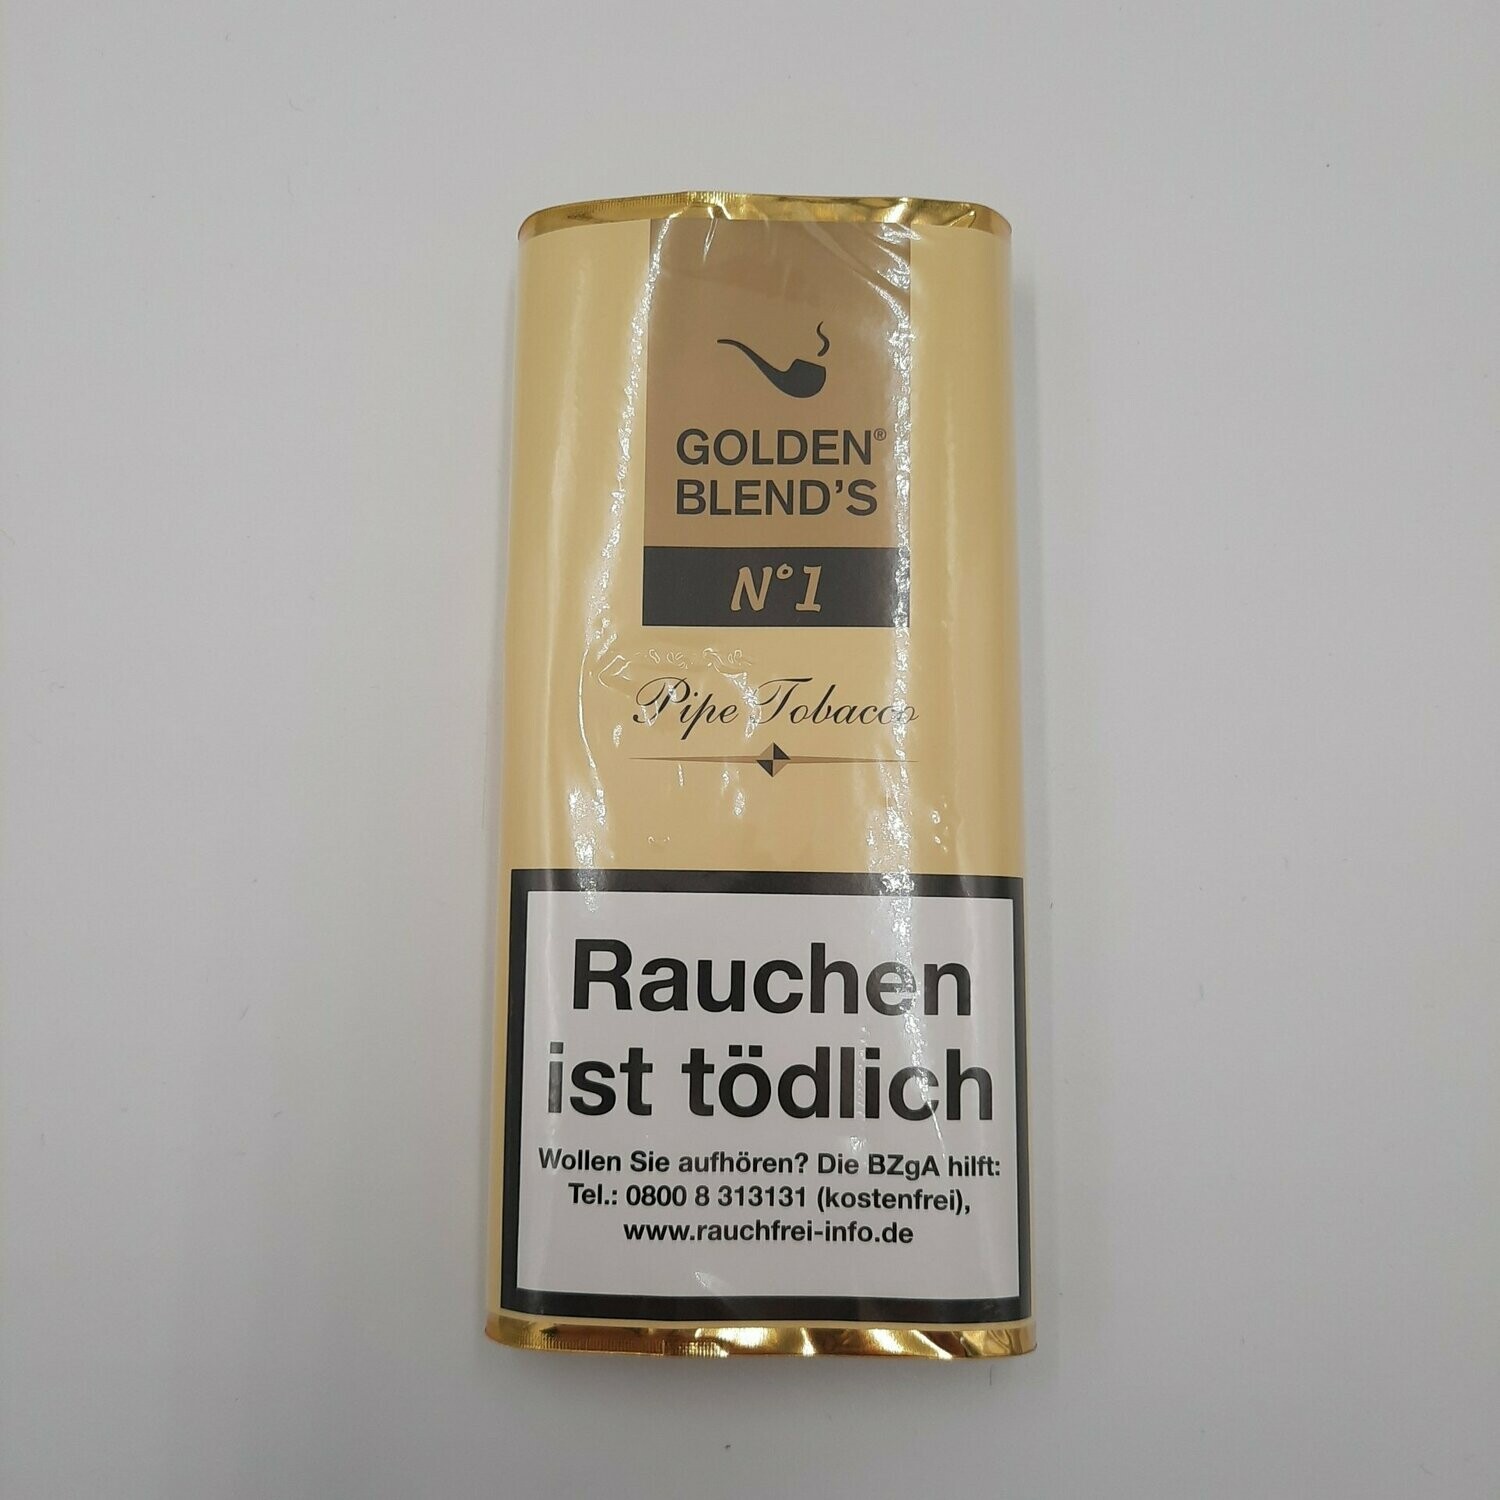 GOLDEN®
BLEND'S
N°1
Pipe Tobacco
Rauchen
ist tödlich
Wollen Sie aufhören? Die BZgA hilft:
Tel.: 0800 8 313131 (kostenfrei),
www.rauchfrei-info.de